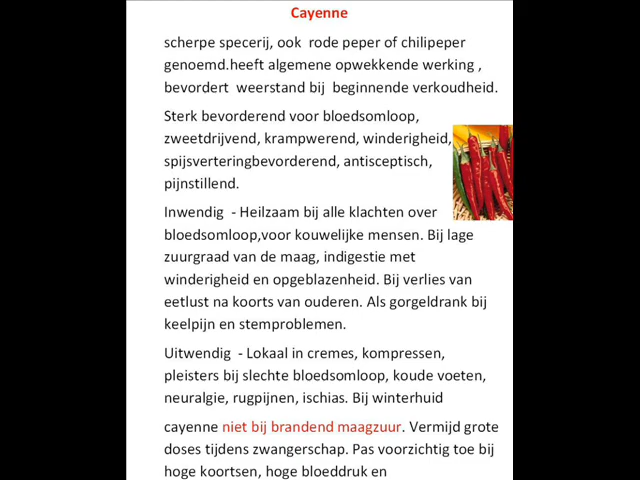 Cayenne
scherpe specerij, ook rode peper of chilipeper
genoemd.heeft algemene opwekkende werking ,
bevordert weerstand bij beginnende verkoudheid.
Sterk bevorderend voor bloedsomloop,
zweetdrijvend, krampwerend, winderigheid,
spijsverteringbevorderend, antisceptisch,
pijnstillend.
Inwendig - Heilzaam bij alle klachten over
bloedsomloop,voor kouwelijke mensen. Bij lage
zuurgraad van de maag, indigestie met
winderigheid en opgeblazenheid. Bij verlies van
eetlust na koorts van ouderen. Als gorgeldrank bij
keelpijn en stemproblemen.
Uitwendig - Lokaal in cremes, kompressen,
pleisters bij slechte bloedsomloop, koude voeten,
neuralgie, rugpijnen, ischias. Bij winterhuid
cayenne niet bij brandend maagzuur. Vermijd grote
doses tijdens zwangerschap. Pas voorzichtig toe bij
hoge koortsen, hoge bloeddruk en